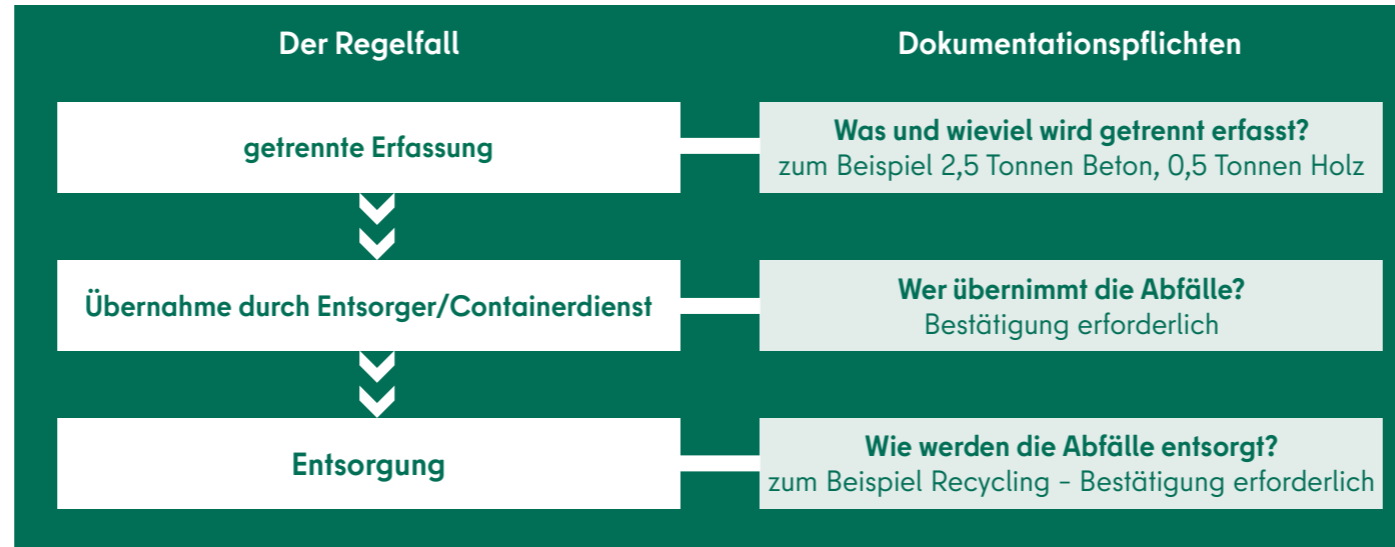 Der Regelfall
Dokumentationspflichten
getrennte Erfassung
Was und wieviel wird getrennt erfasst?
zum Beispiel 2,5 Tonnen Beton, 0,5 Tonnen Holz
Übernahme durch Entsorger/Containerdienst
Wer übernimmt die Abfälle?
Bestätigung erforderlich
Entsorgung
Wie werden die Abfälle entsorgt?
zum Beispiel Recycling – Bestätigung erforderlich